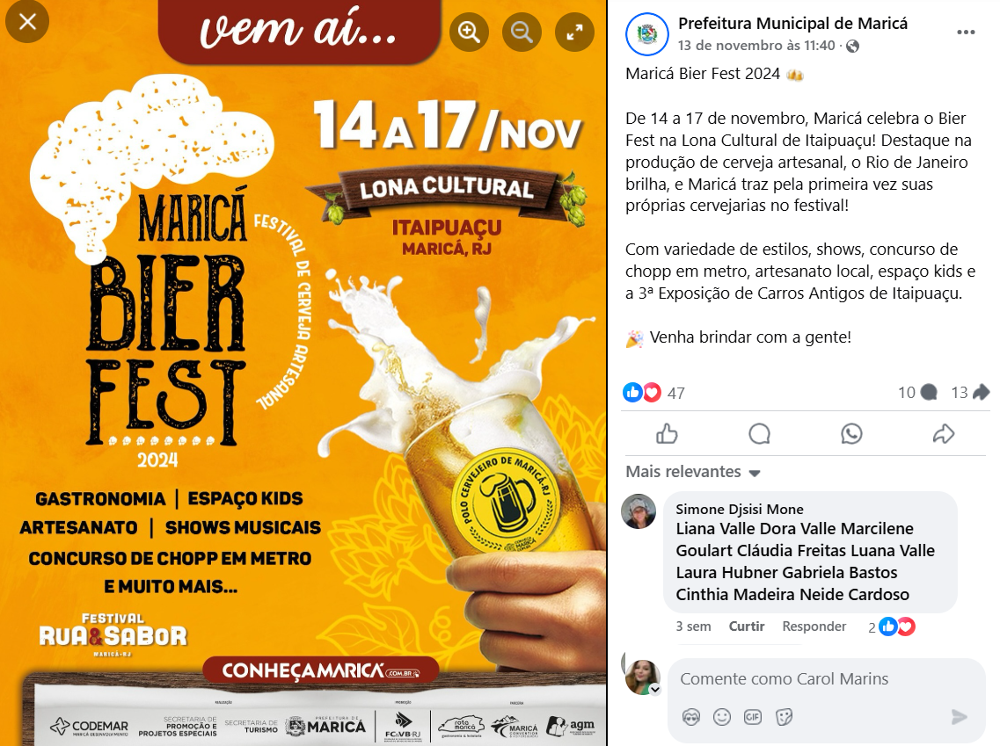 vem aí...
14 A 17/NOV
LONA CULTURAL
ITAIPUAÇU
MARICÁ, RJ
MARICÁ
BIER
FEST
2024
FESTIVAL DE CERVEJA ARTESANAL
POLO CERVEJEIRO DE MARICÁ-RJ
GASTRONOMIA | ESPAÇO KIDS
ARTESANATO | SHOWS MUSICAIS
CONCURSO DE CHOPP EM METRO
E MUITO MAIS...
FESTIVAL
RUA&SABOR
MARICÁ-RJ
CONHEÇAMARICÁ .COM.BR
REALIZAÇÃO
PROMOÇÃO
PARCERIA
CODEMAR
MARICÁ DESENVOLVIMENTO
SECRETARIA DE
PROMOÇÃO E
PROJETOS ESPECIAIS
SECRETARIA DE
TURISMO
PREFEITURA DE
MARICÁ
FC&VB-RJ
rota
maricá
gastronomia & hotelaria
MARICÁ
CONVENTION
agm
Prefeitura Municipal de Maricá
13 de novembro às 11:40 ·
Maricá Bier Fest 2024 🍻
De 14 a 17 de novembro, Maricá celebra o Bier
Fest na Lona Cultural de Itaipuaçu! Destaque na
produção de cerveja artesanal, o Rio de Janeiro
brilha, e Maricá traz pela primeira vez suas
próprias cervejarias no festival!
Com variedade de estilos, shows, concurso de
chopp em metro, artesanato local, espaço kids e
a 3ª Exposição de Carros Antigos de Itaipuaçu.
🎉 Venha brindar com a gente!
47
10
13
Mais relevantes
Simone Djsisi Mone
Liana Valle Dora Valle Marcilene
Goulart Cláudia Freitas Luana Valle
Laura Hubner Gabriela Bastos
Cinthia Madeira Neide Cardoso
3 sem Curtir Responder 2
Comente como Carol Marins
GIF